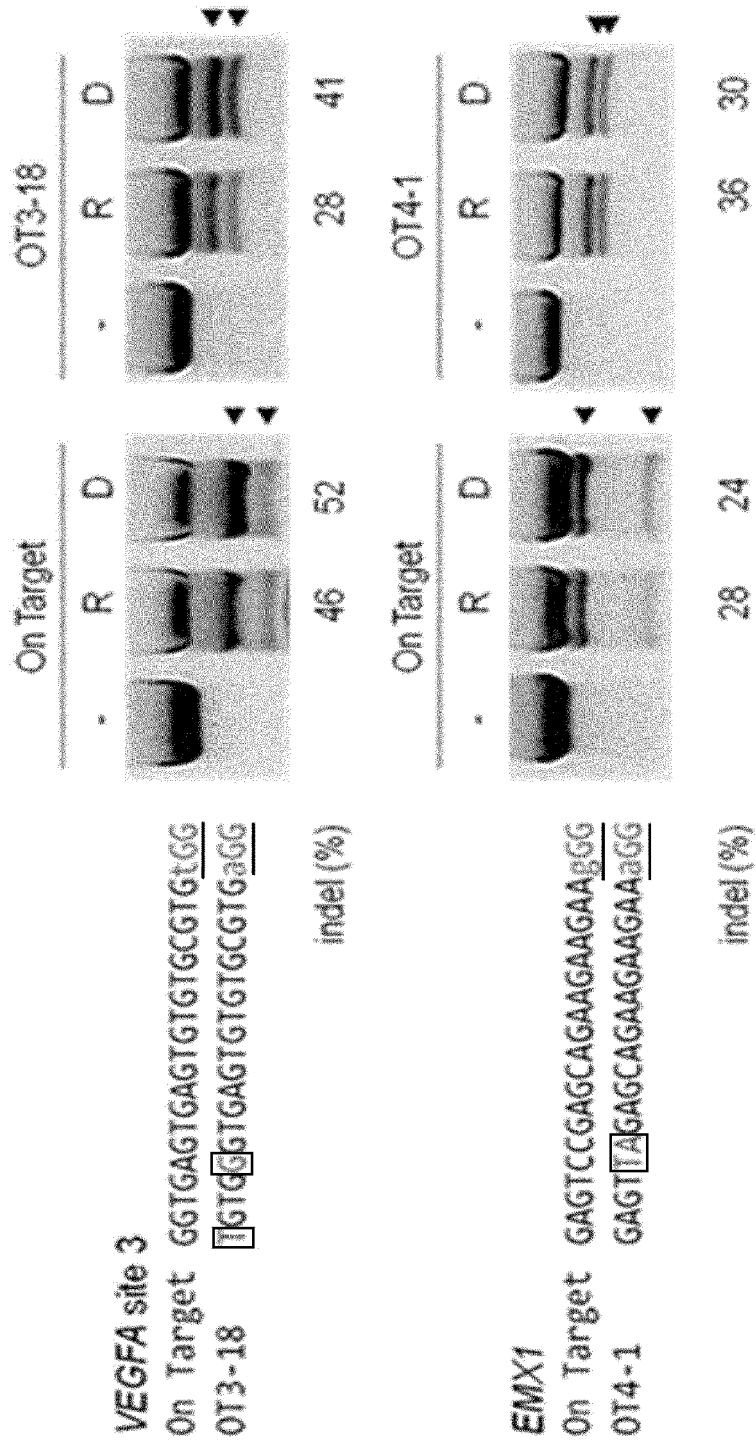 VEGFA site 3
On Target GGTGAGTGAGTGTGTGCGTGtGG
OT3-18 TGTGGGTGAGTGTGTGCGTGaGG
On Target
- R D
OT3-18
- R D
indel (%) 46 52 28 41
EMX1
On Target GAGTCCGAGCAGAAGAAGAAgGG
OT4-1 GAGTTAGAGCAGAAGAAGAAaGG
On Target
- R D
OT4-1
- R D
indel (%) 28 24 36 30